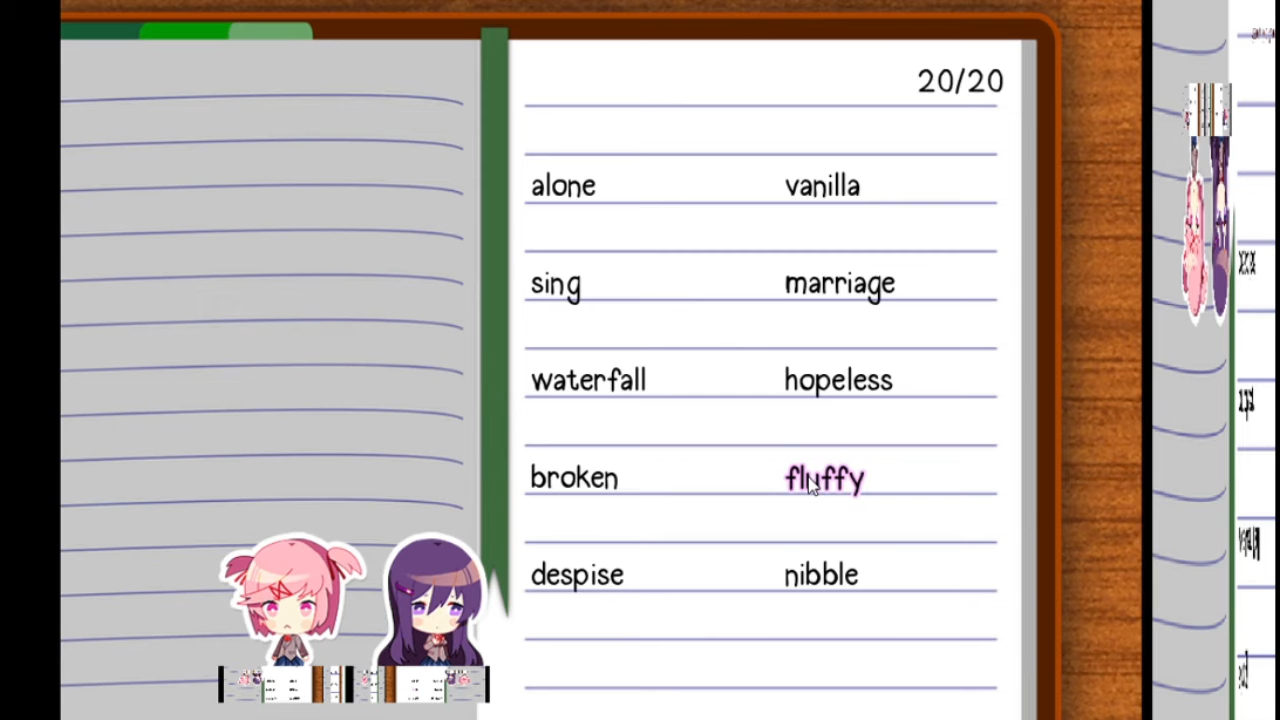 20/20
alone vanilla
sing marriage
waterfall hopeless
broken fluffy
despise nibble